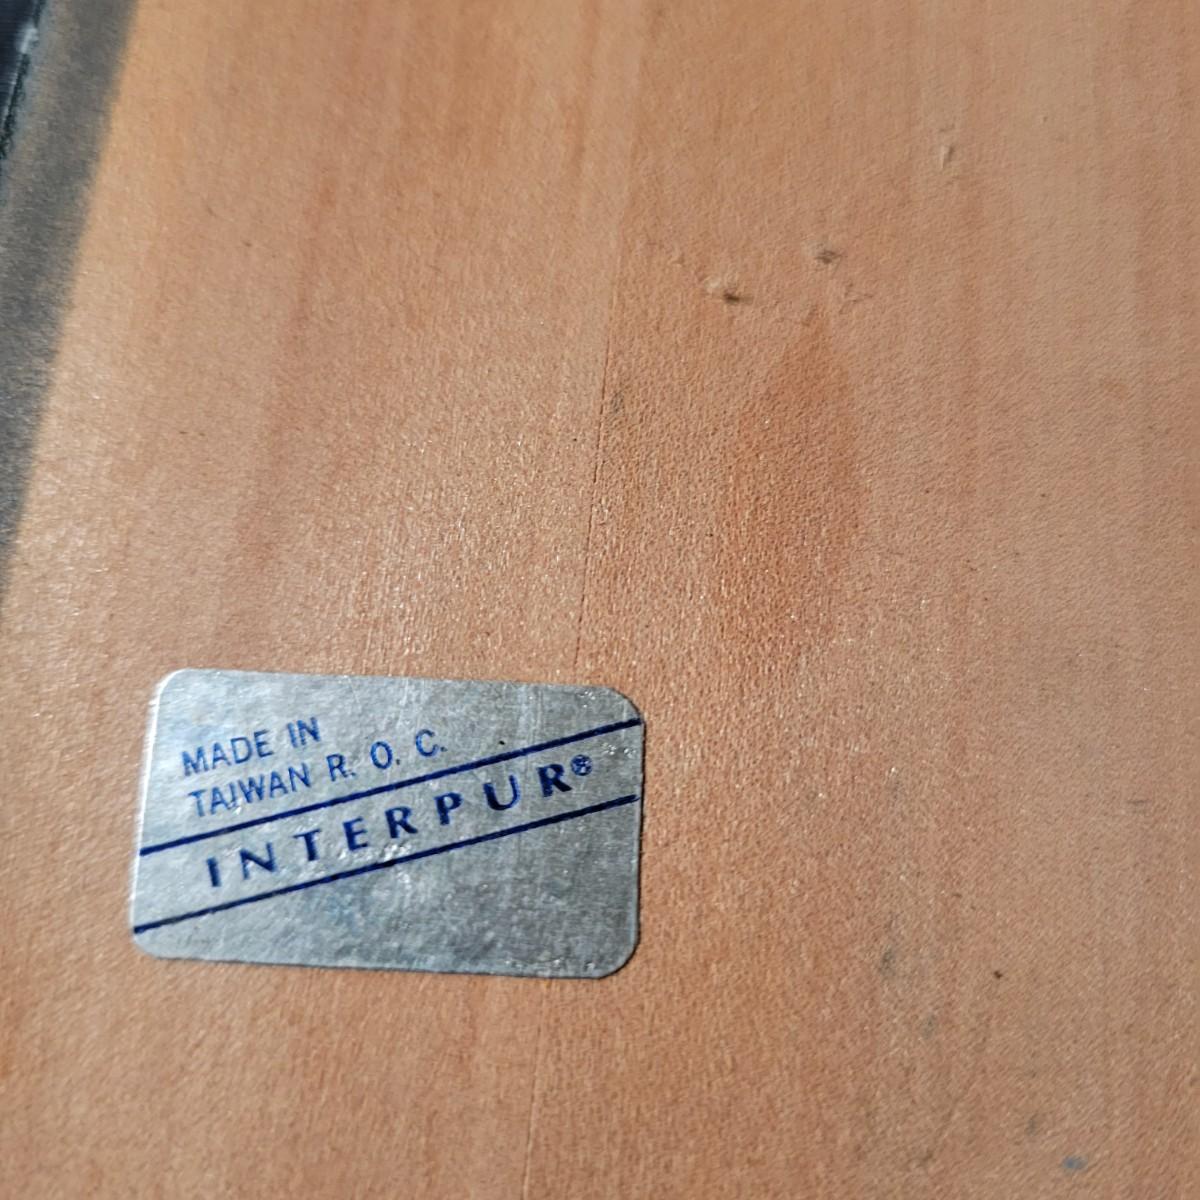 MADE IN
TAIWAN R. O. C.
INTERPUR®